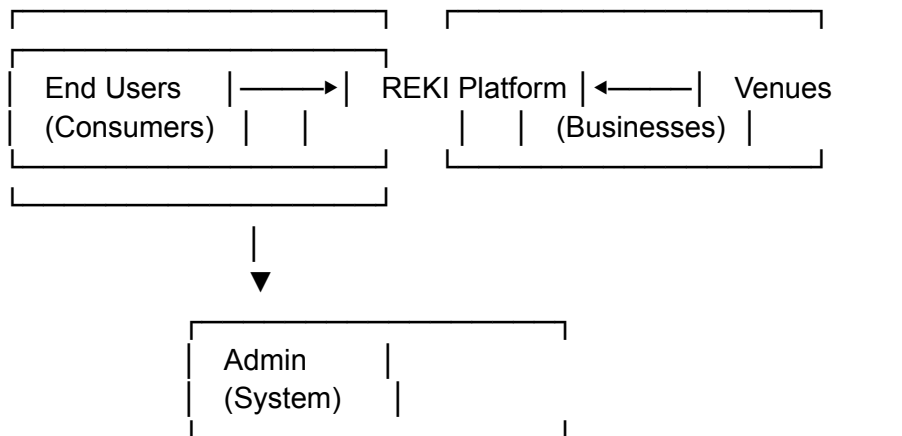 End Users REKI Platform Venues
(Consumers) (Businesses)
Admin
(System)